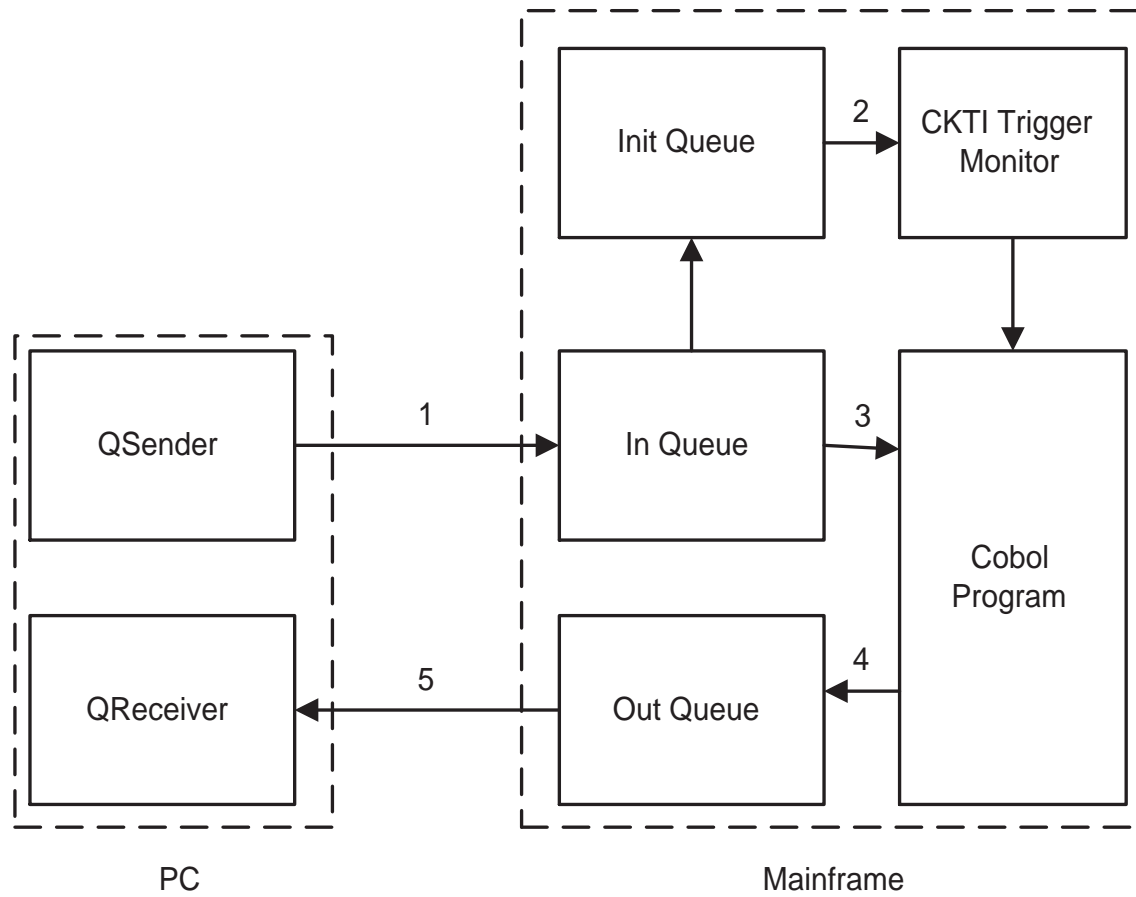 Init Queue
2
CKTI Trigger
Monitor
QSender
1
In Queue
3
Cobol
Program
QReceiver
5
Out Queue
4
PC
Mainframe